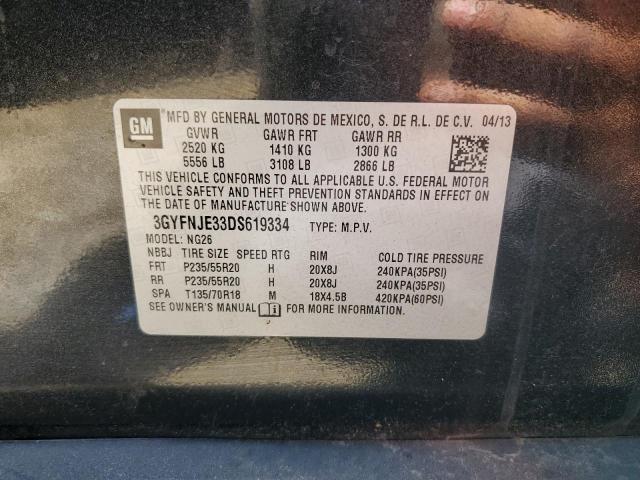 GM
MFD BY GENERAL MOTORS DE MEXICO, S. DE R.L. DE C.V. 04/13
GVWR GAWR FRT GAWR RR
2520 KG 1410 KG 1300 KG
5556 LB 3108 LB 2866 LB
THIS VEHICLE CONFORMS TO ALL APPLICABLE U.S. FEDERAL MOTOR
VEHICLE SAFETY AND THEFT PREVENTION STANDARDS IN EFFECT ON
THE DATE OF MANUFACTURE SHOWN ABOVE.
3GYFNJE33DS619334 TYPE: M.P.V.
MODEL: NG26
NBBJ TIRE SIZE SPEED RTG RIM COLD TIRE PRESSURE
FRT P235/55R20 H 20X8J 240KPA(35PSI)
RR P235/55R20 H 20X8J 240KPA(35PSI)
SPA T135/70R18 M 18X4.5B 420KPA(60PSI)
SEE OWNER'S MANUAL FOR MORE INFORMATION.